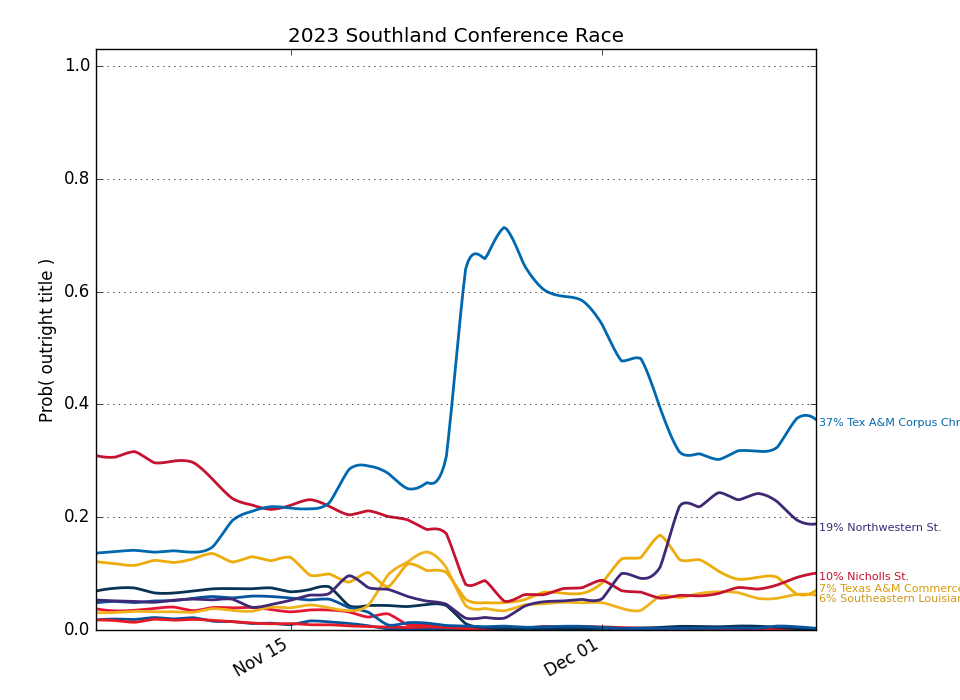 2023 Southland Conference Race
Prob( outright title )
1.0
0.8
0.6
0.4
0.2
0.0
Nov 15
Dec 01
37% Tex A&M Corpus Chr
19% Northwestern St.
10% Nicholls St.
7% Texas A&M Commerce
6% Southeastern Louisian